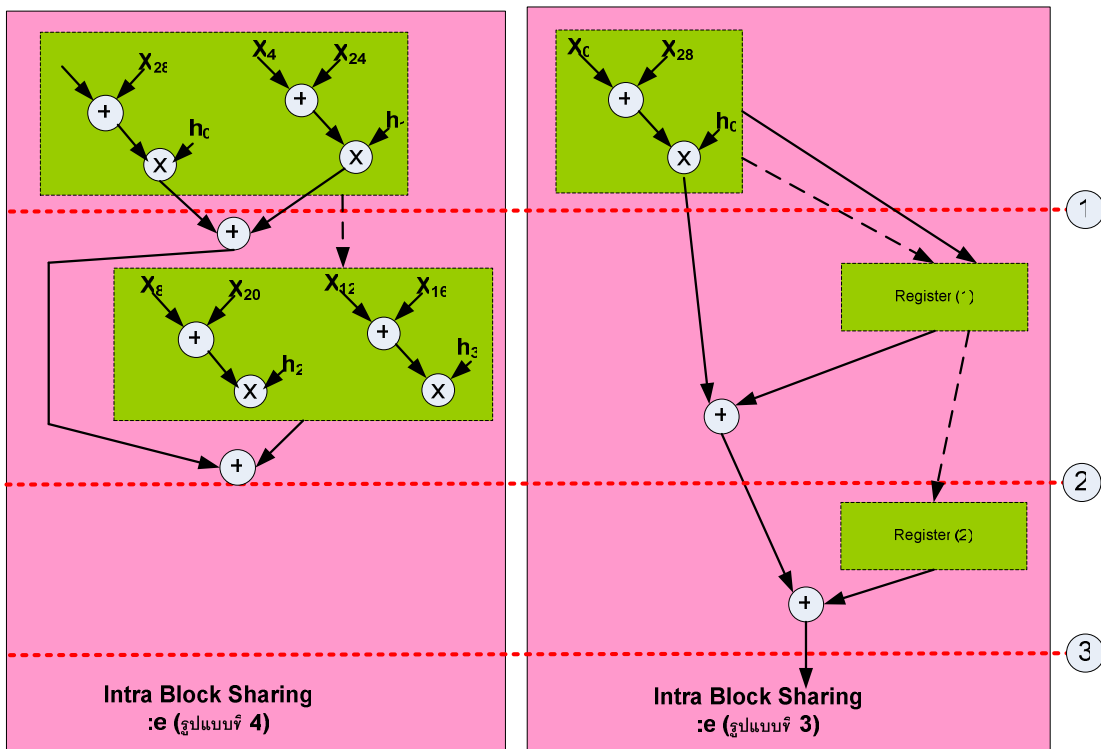 X28
X4 X24
h0
+ +
x x
+
X8 X20
X12 X16
+ +
h2 h3
x x
+
Intra Block Sharing
:e (รูปแบบที่ 4)
X0 X28
+
h0
x
Register (1)
+
Register (2)
+
Intra Block Sharing
:e (รูปแบบที่ 3)
1
2
3